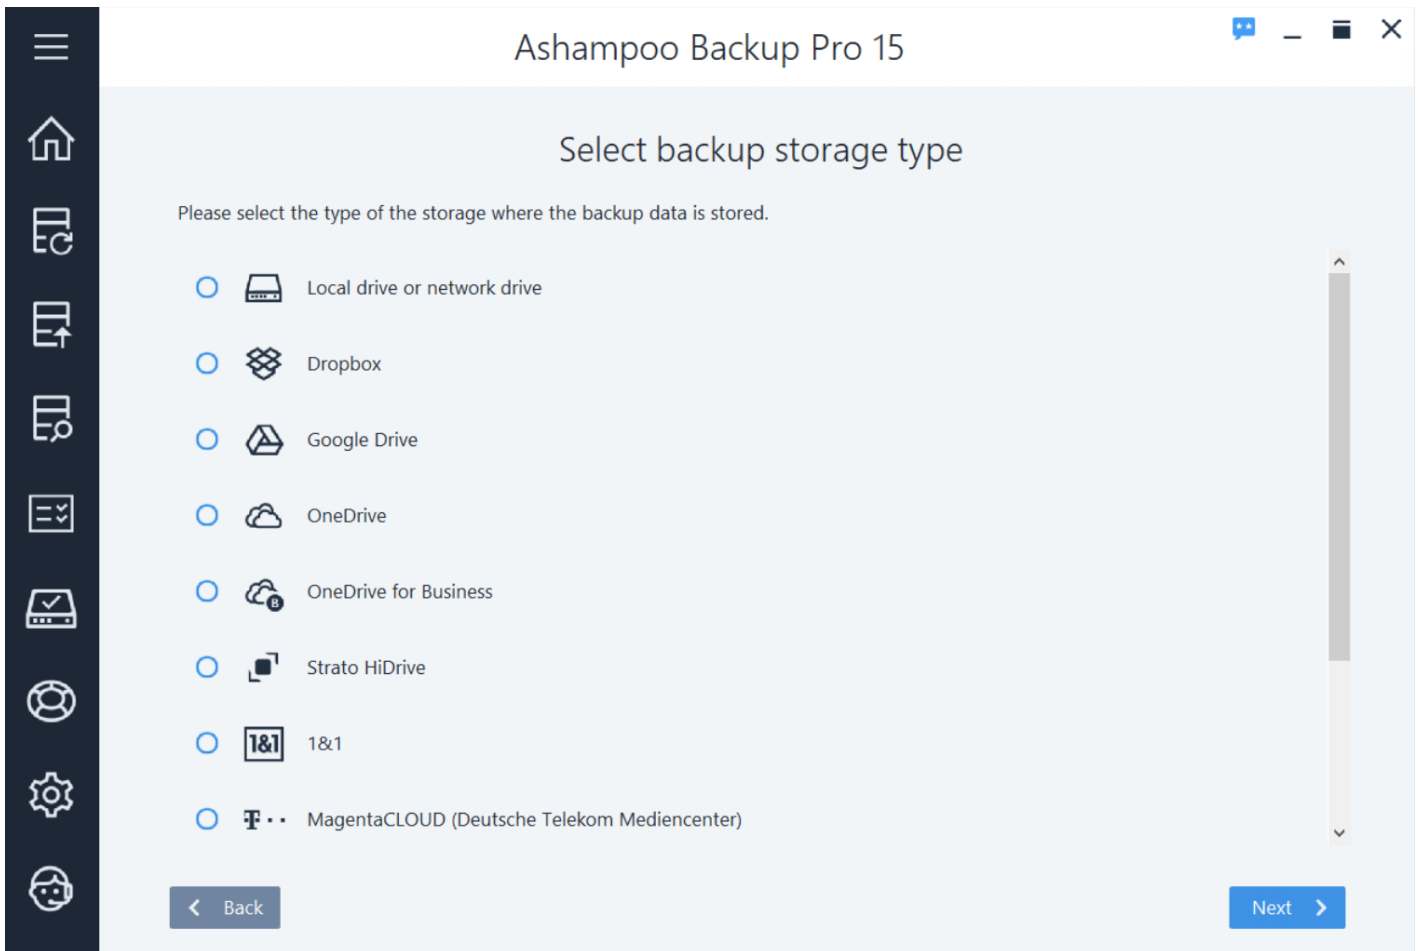 Ashampoo Backup Pro 15
Select backup storage type
Please select the type of the storage where the backup data is stored.
Local drive or network drive
Dropbox
Google Drive
OneDrive
B
OneDrive for Business
Strato HiDrive
1&1
1&1
T
MagentaCLOUD (Deutsche Telekom Mediencenter)
Back
Next